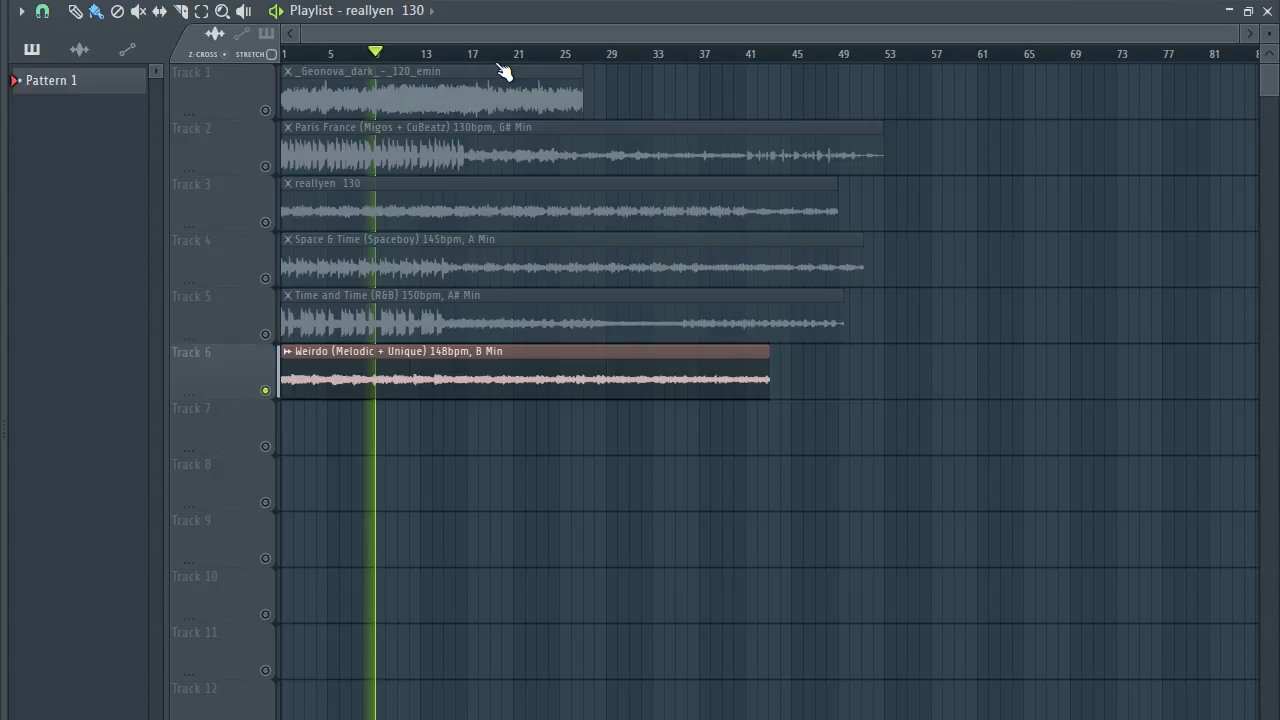 Playlist - reallyen 130
Z-CROSS STRETCH
1 5 13 17 21 25 29 33 37 41 45 49 53 57 61 65 69 73 77 81
Pattern 1
Track 1
_Geonova_dark_-_120_emin
Track 2
Paris France (Migos + CuBeatz) 130bpm, G# Min
Track 3
reallyen 130
Track 4
Space & Time (Spaceboy) 145bpm, A Min
Track 5
Time and Time (R&B) 150bpm, A# Min
Track 6
Weirdo (Melodic + Unique) 148bpm, B Min
Track 7
Track 8
Track 9
Track 10
Track 11
Track 12